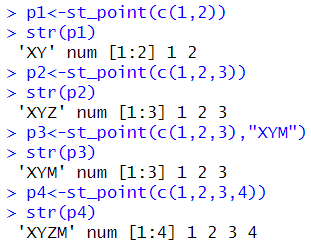 > p1<-st_point(c(1,2))
> str(p1)
 'XY' num [1:2] 1 2
> p2<-st_point(c(1,2,3))
> str(p2)
 'XYZ' num [1:3] 1 2 3
> p3<-st_point(c(1,2,3),"XYM")
> str(p3)
 'XYM' num [1:3] 1 2 3
> p4<-st_point(c(1,2,3,4))
> str(p4)
 'XYZM' num [1:4] 1 2 3 4